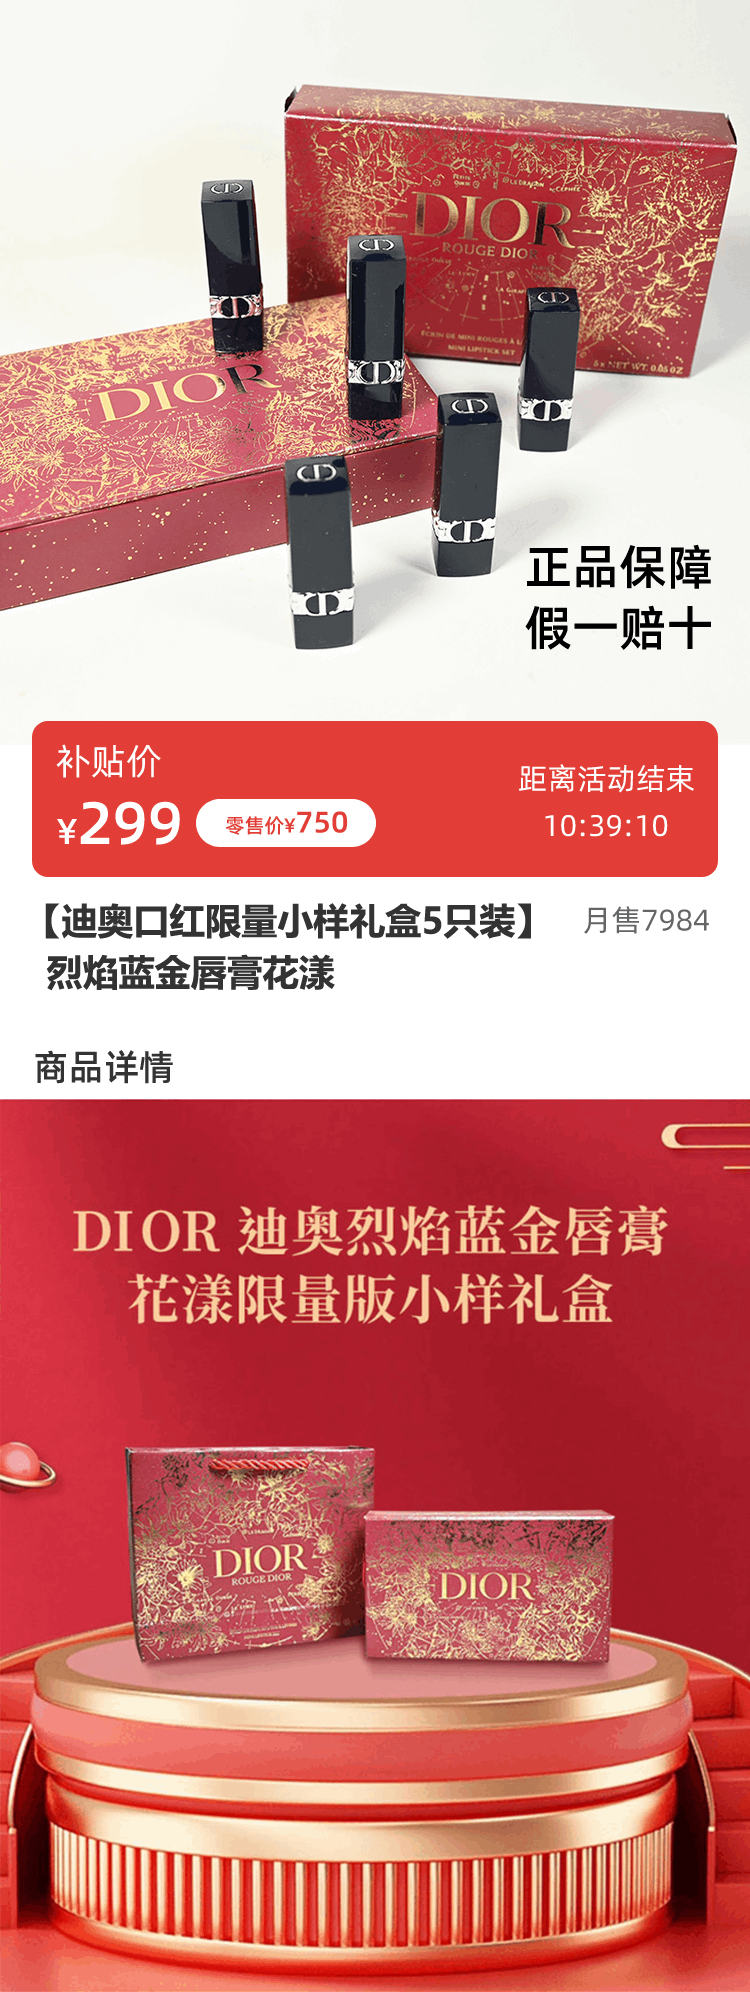 DIOR
ROUGE DIOR
ÉCRIN DE MINI ROUGES À
MINI LIPSTICK SET
5 x NET WT. 0.05 OZ
DIOR
正品保障
假一赔十
补贴价
¥299
零售价¥750
距离活动结束
10:39:10
【迪奥口红限量小样礼盒5只装】
月售7984
烈焰蓝金唇膏花漾
商品详情
DIOR 迪奥烈焰蓝金唇膏
花漾限量版小样礼盒
DIOR
ROUGE DIOR
DIOR